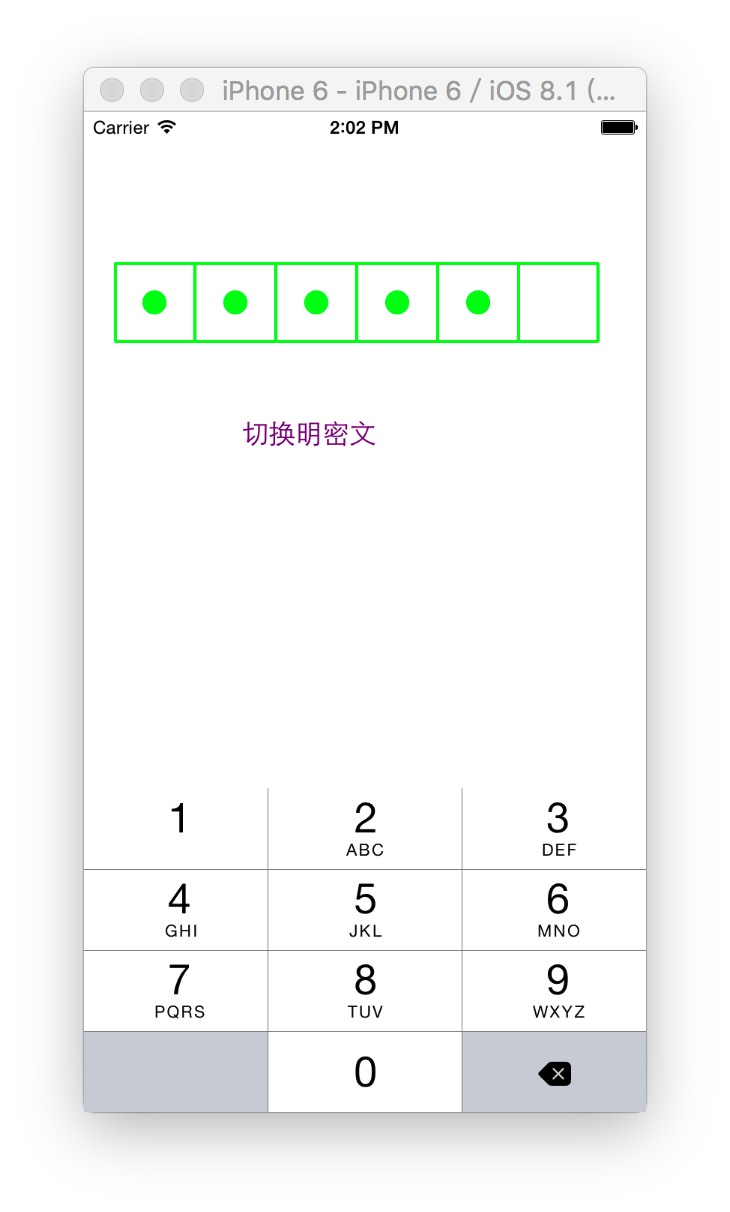 iPhone 6 - iPhone 6 / iOS 8.1 (...
Carrier 2:02 PM
切换明密文
1 2 3
ABC DEF
4 5 6
GHI JKL MNO
7 8 9
PQRS TUV WXYZ
0